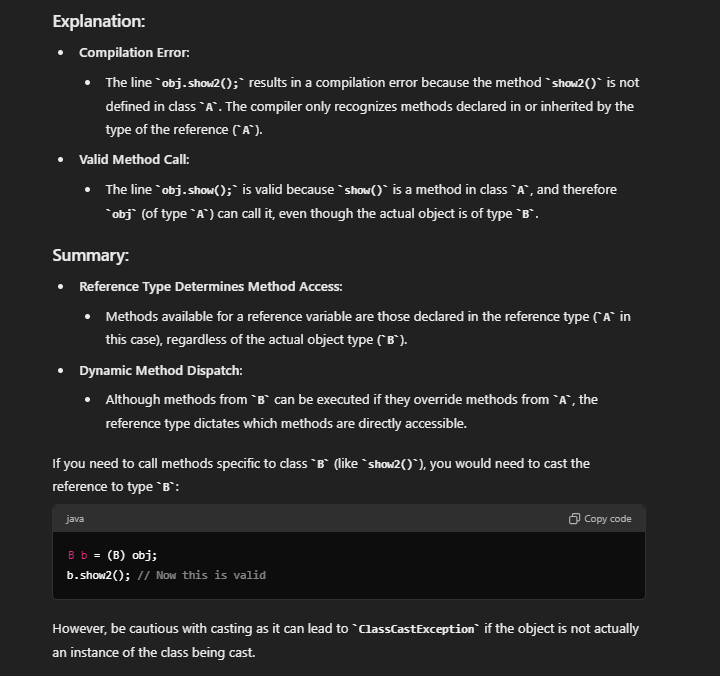 Explanation:
• Compilation Error:
• The line `obj.show2();` results in a compilation error because the method `show2()` is not
defined in class `A`. The compiler only recognizes methods declared in or inherited by the
type of the reference (`A`).
• Valid Method Call:
• The line `obj.show();` is valid because `show()` is a method in class `A`, and therefore
`obj` (of type `A`) can call it, even though the actual object is of type `B`.
Summary:
• Reference Type Determines Method Access:
• Methods available for a reference variable are those declared in the reference type (`A` in
this case), regardless of the actual object type (`B`).
• Dynamic Method Dispatch:
• Although methods from `B` can be executed if they override methods from `A`, the
reference type dictates which methods are directly accessible.
If you need to call methods specific to class `B` (like `show2()`), you would need to cast the
reference to type `B`:
java Copy code
B b = (B) obj;
b.show2(); // Now this is valid
However, be cautious with casting as it can lead to `ClassCastException` if the object is not actually
an instance of the class being cast.